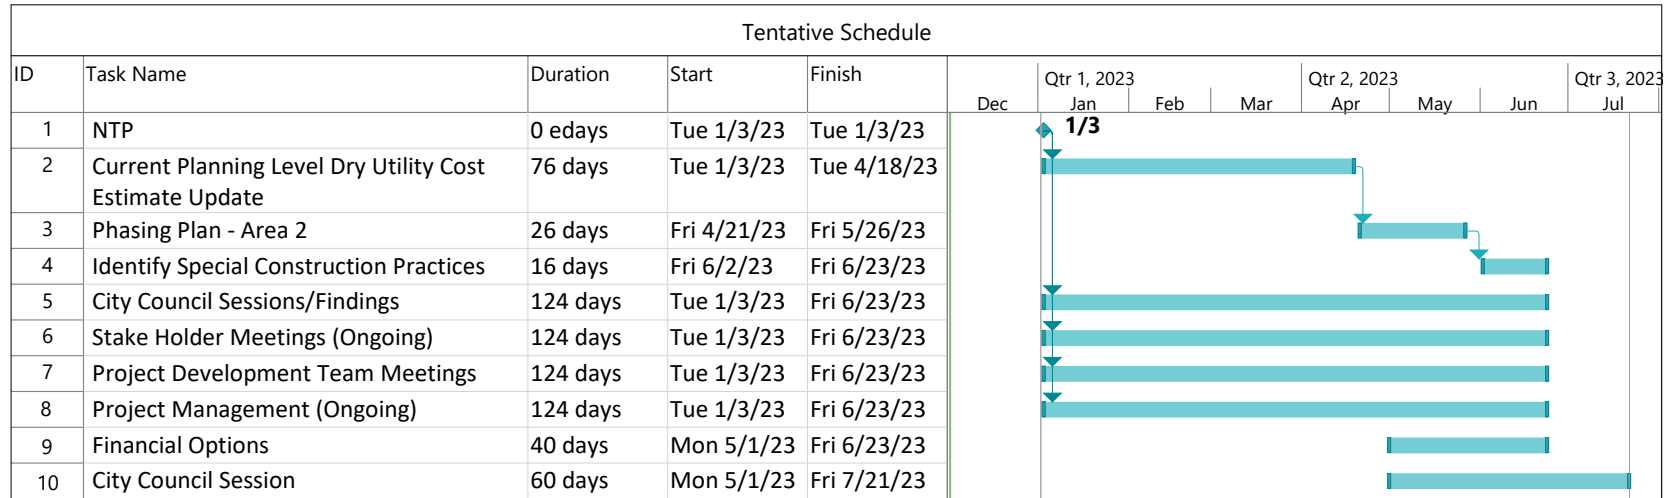 Tentative Schedule
ID Task Name Duration Start Finish Qtr 1, 2023 Qtr 2, 2023 Qtr 3, 2023
Dec Jan Feb Mar Apr May Jun Jul
1 NTP 0 edays Tue 1/3/23 Tue 1/3/23 1/3
2 Current Planning Level Dry Utility Cost 76 days Tue 1/3/23 Tue 4/18/23
Estimate Update
3 Phasing Plan - Area 2 26 days Fri 4/21/23 Fri 5/26/23
4 Identify Special Construction Practices 16 days Fri 6/2/23 Fri 6/23/23
5 City Council Sessions/Findings 124 days Tue 1/3/23 Fri 6/23/23
6 Stake Holder Meetings (Ongoing) 124 days Tue 1/3/23 Fri 6/23/23
7 Project Development Team Meetings 124 days Tue 1/3/23 Fri 6/23/23
8 Project Management (Ongoing) 124 days Tue 1/3/23 Fri 6/23/23
9 Financial Options 40 days Mon 5/1/23 Fri 6/23/23
10 City Council Session 60 days Mon 5/1/23 Fri 7/21/23